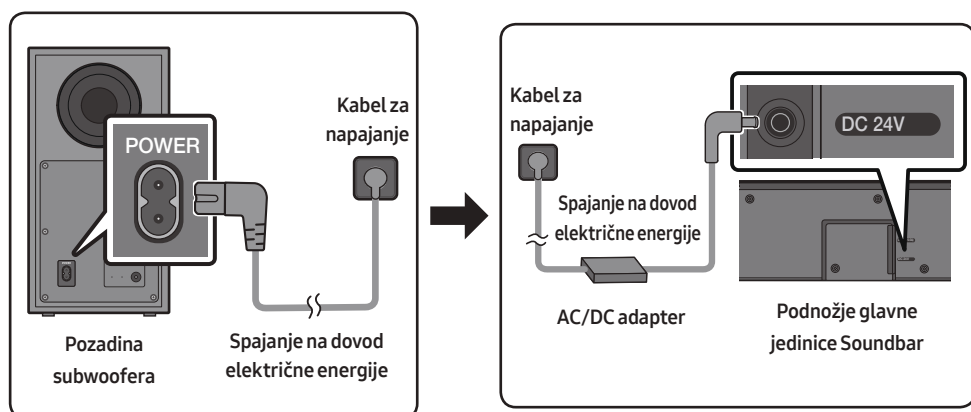 POWER
Kabel za
napajanje
Pozadina
subwoofera
Spajanje na dovod
električne energije
Kabel za
napajanje
DC 24V
Spajanje na dovod
električne energije
AC/DC adapter
Podnožje glavne
jedinice Soundbar